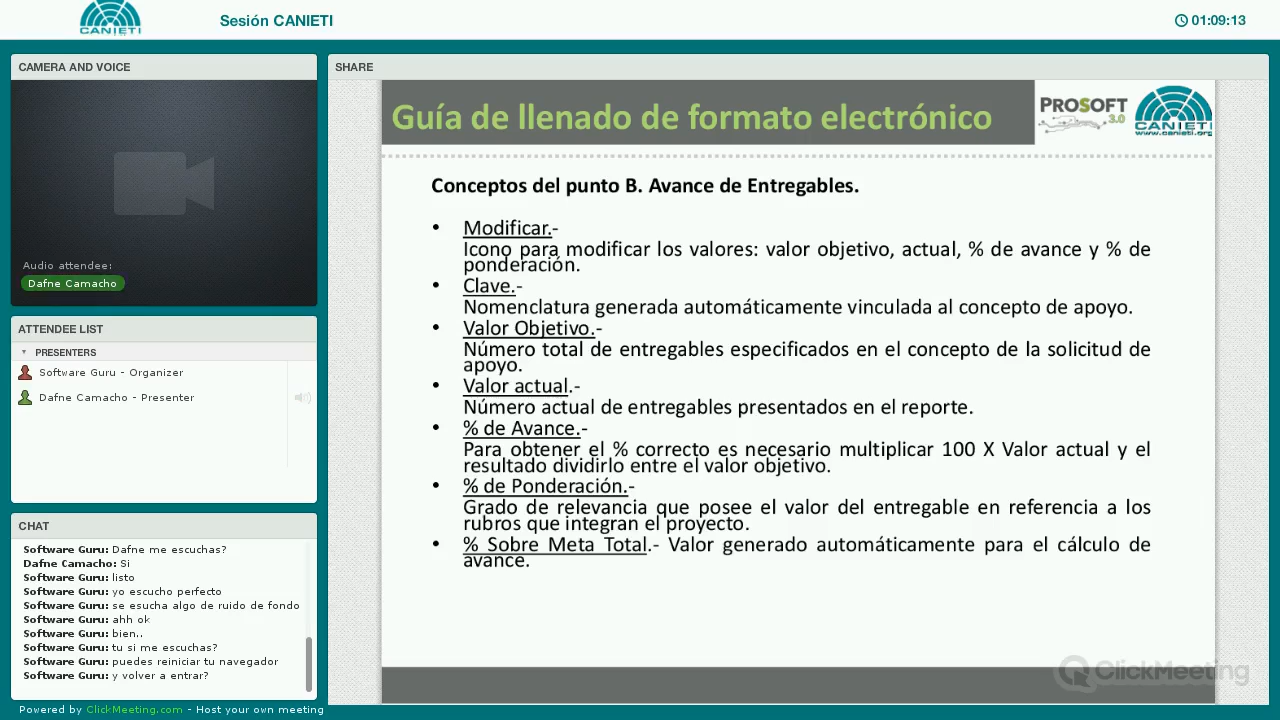 CANIETI
Sesión CANIETI
01:09:13
CAMERA AND VOICE
Audio attendee:
Dafne Camacho
ATTENDEE LIST
PRESENTERS
Software Guru - Organizer
Dafne Camacho - Presenter
CHAT
Software Guru: Dafne me escuchas?
Dafne Camacho: Si
Software Guru: listo
Software Guru: yo escucho perfecto
Software Guru: se escucha algo de ruido de fondo
Software Guru: ahh ok
Software Guru: bien..
Software Guru: tu si me escuchas?
Software Guru: puedes reiniciar tu navegador
Software Guru: y volver a entrar?
Powered by ClickMeeting.com - Host your own meeting
SHARE
Guía de llenado de formato electrónico
PROSOFT
3.0
CANIETI
www.canieti.org
Conceptos del punto B. Avance de Entregables.
• Modificar.-
Icono para modificar los valores: valor objetivo, actual, % de avance y % de
ponderación.
• Clave.-
Nomenclatura generada automáticamente vinculada al concepto de apoyo.
• Valor Objetivo.-
Número total de entregables especificados en el concepto de la solicitud de
apoyo.
• Valor actual.-
Número actual de entregables presentados en el reporte.
• % de Avance.-
Para obtener el % correcto es necesario multiplicar 100 X Valor actual y el
resultado dividirlo entre el valor objetivo.
• % de Ponderación.-
Grado de relevancia que posee el valor del entregable en referencia a los
rubros que integran el proyecto.
• % Sobre Meta Total.- Valor generado automáticamente para el cálculo de
avance.
ClickMeeting